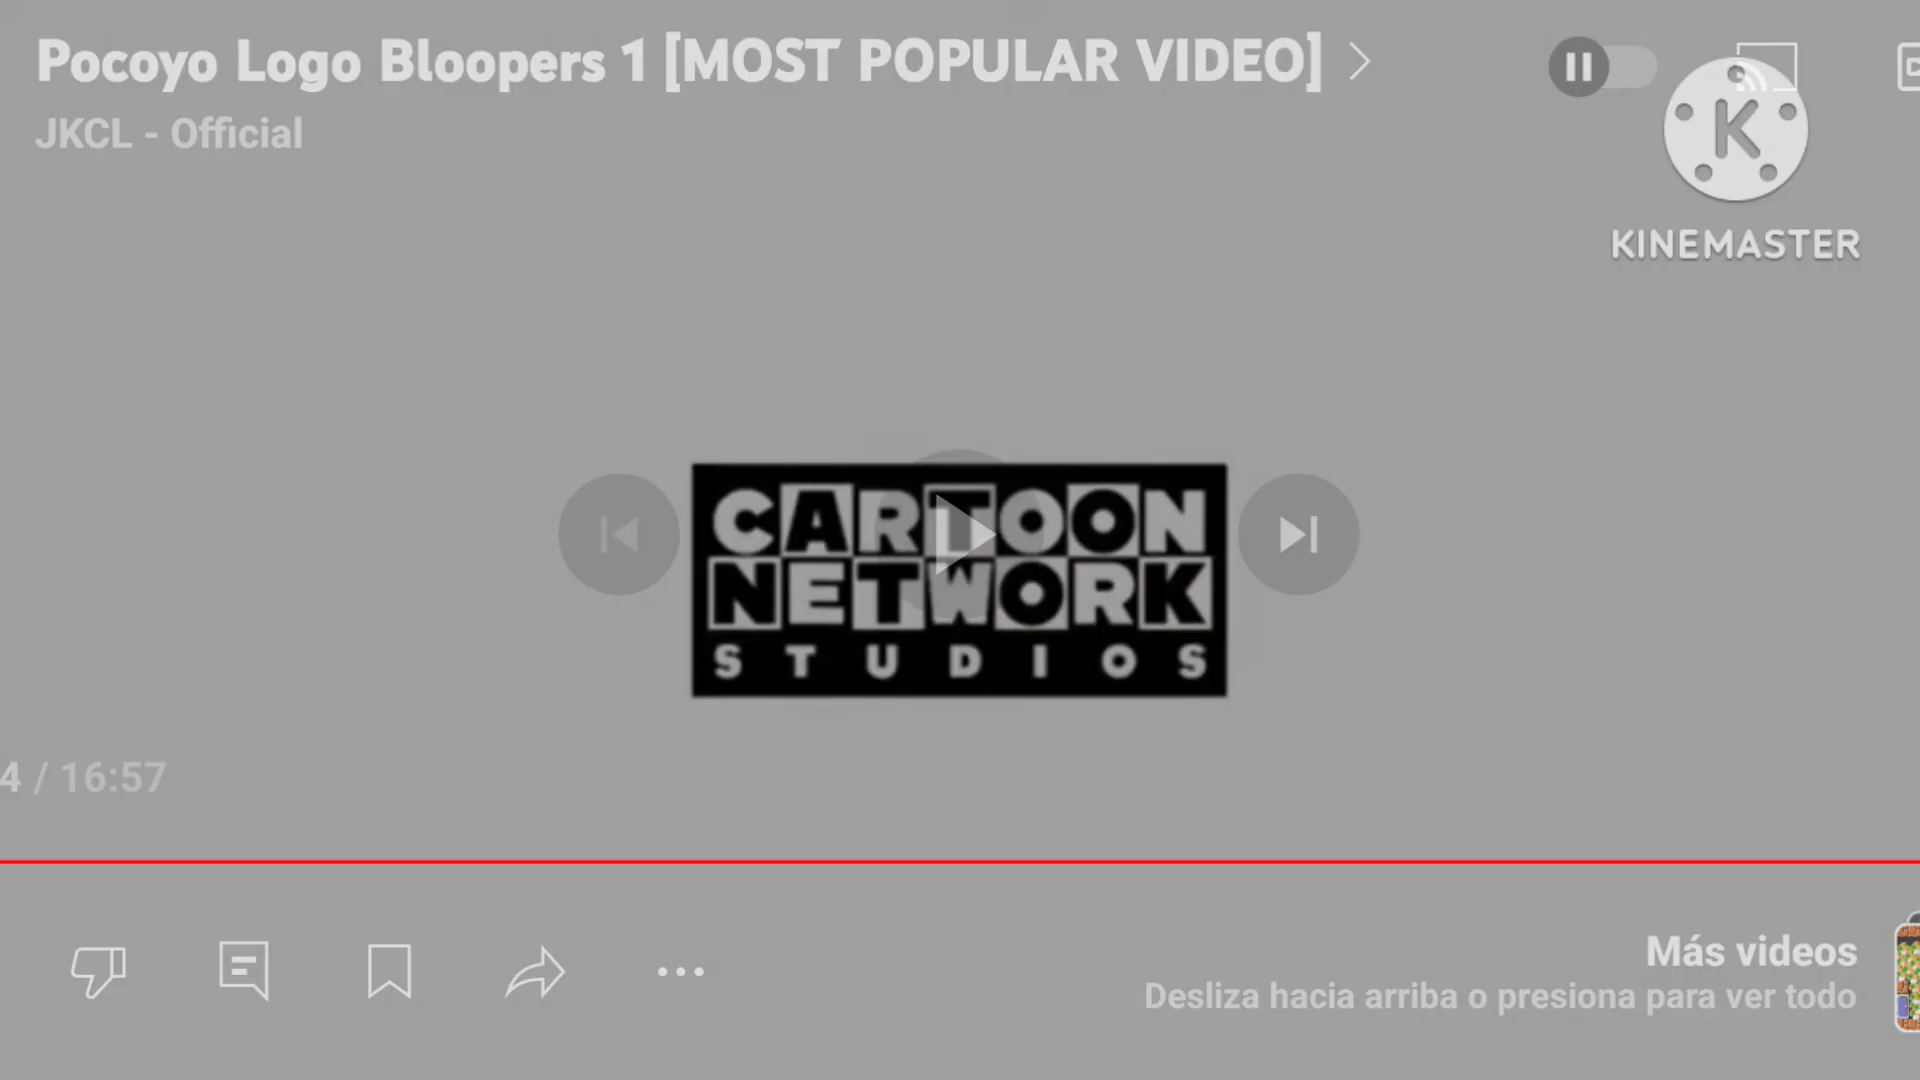 Pocoyo Logo Bloopers 1 [MOST POPULAR VIDEO]
JKCL - Official
K
KINEMASTER
CARTOON
NETWORK
STUDIOS
4 / 16:57
Más videos
Desliza hacia arriba o presiona para ver todo